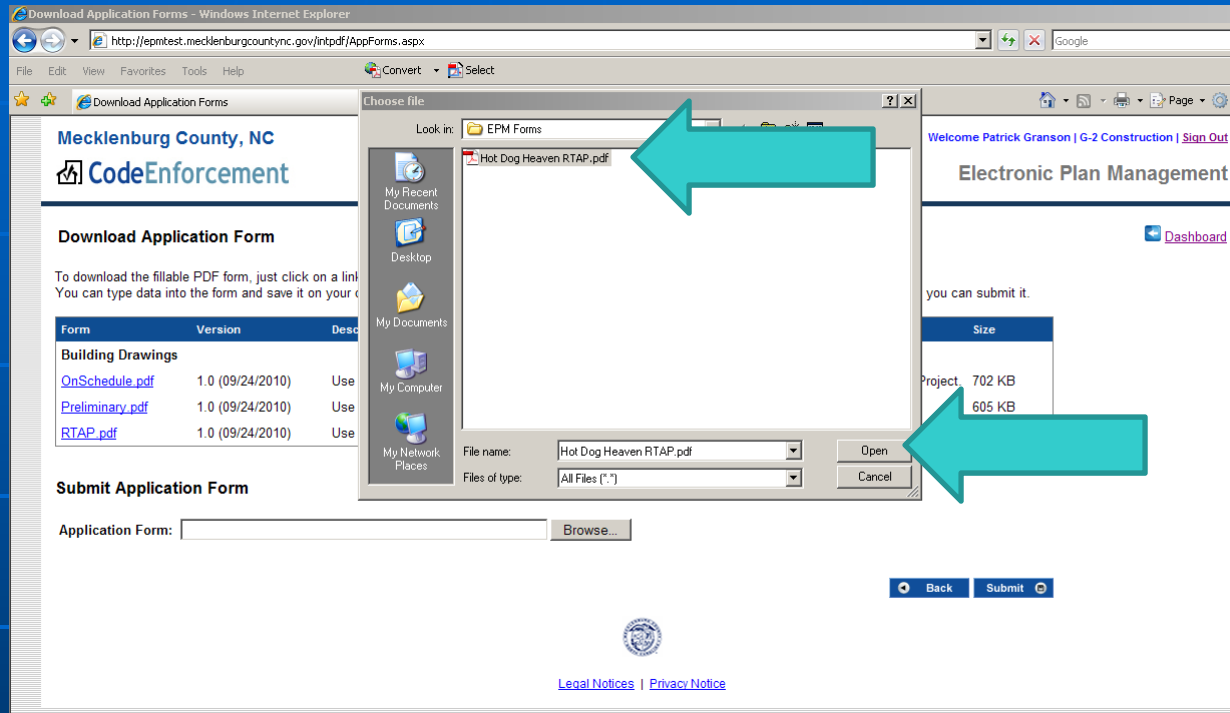 Download Application Forms - Windows Internet Explorer
http://epmtest.mecklenburgcountync.gov/intpdf/AppForms.aspx
Google
File Edit View Favorites Tools Help
Convert Select
Download Application Forms
Page
Mecklenburg County, NC
CodeEnforcement
Welcome Patrick Granson | G-2 Construction | Sign Out
Electronic Plan Management
Dashboard
Download Application Form
To download the fillable PDF form, just click on a
You can type data into the form and save it on your
you can submit it.
Form Version Size
Building Drawings
OnSchedule.pdf 1.0 (09/24/2010) Use Project. 702 KB
Preliminary.pdf 1.0 (09/24/2010) Use 605 KB
RTAP.pdf 1.0 (09/24/2010) Use
Choose file
Look in: EPM Forms
Hot Dog Heaven RTAP.pdf
My Recent
Documents
Desktop
My Documents
My Computer
My Network
Places
File name: Hot Dog Heaven RTAP.pdf Open
Files of type: All Files (*.*) Cancel
Submit Application Form
Application Form: Browse...
Back Submit
Legal Notices | Privacy Notice